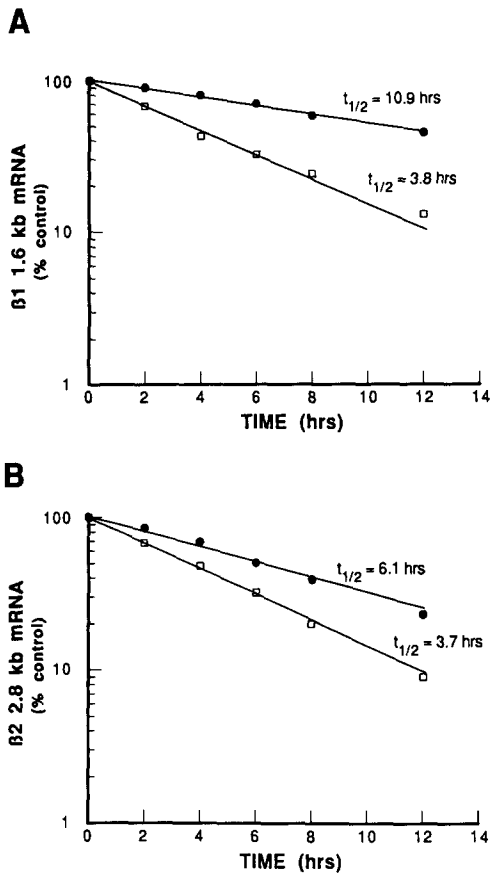 A
ß1 1.6 kb mRNA
(% control)
100
10
1
t1/2 = 10.9 hrs
t1/2 = 3.8 hrs
0 2 4 6 8 10 12 14
TIME (hrs)
B
ß2 2.8 kb mRNA
(% control)
100
10
1
t1/2 = 6.1 hrs
t1/2 = 3.7 hrs
0 2 4 6 8 10 12 14
TIME (hrs)